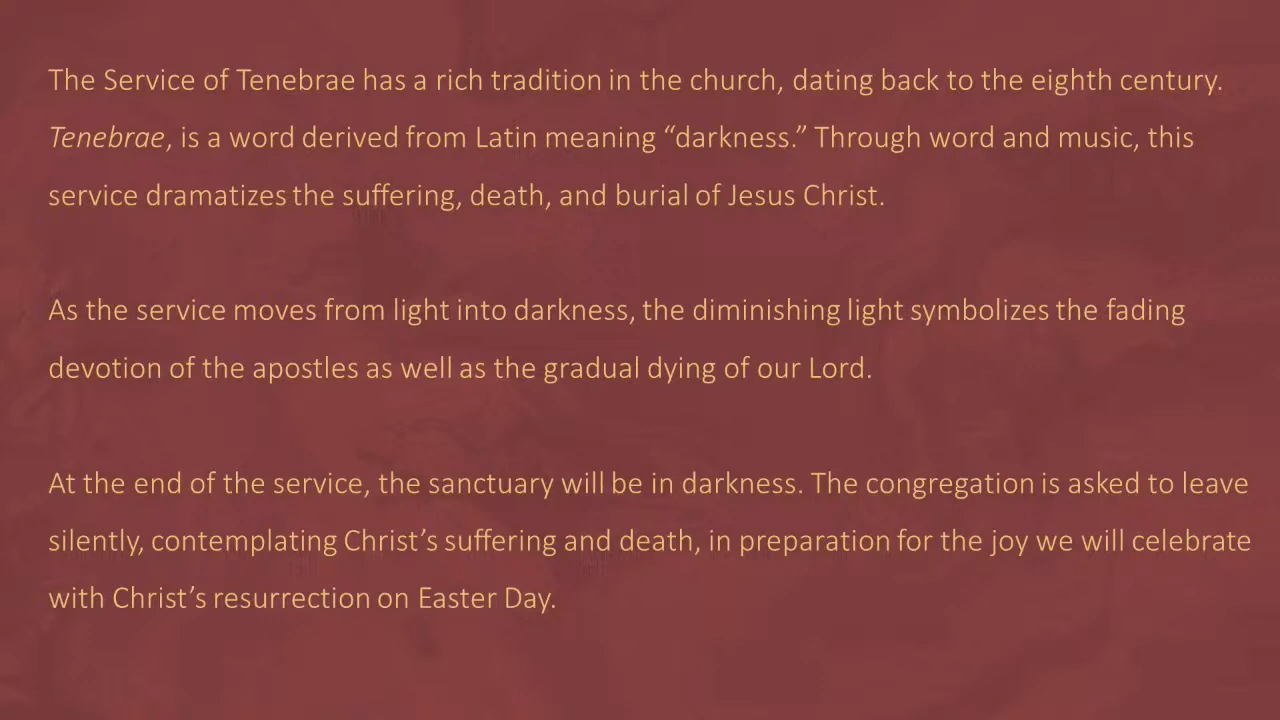 The Service of Tenebrae has a rich tradition in the church, dating back to the eighth century.
Tenebrae, is a word derived from Latin meaning “darkness.” Through word and music, this
service dramatizes the suffering, death, and burial of Jesus Christ.
As the service moves from light into darkness, the diminishing light symbolizes the fading
devotion of the apostles as well as the gradual dying of our Lord.
At the end of the service, the sanctuary will be in darkness. The congregation is asked to leave
silently, contemplating Christ’s suffering and death, in preparation for the joy we will celebrate
with Christ’s resurrection on Easter Day.